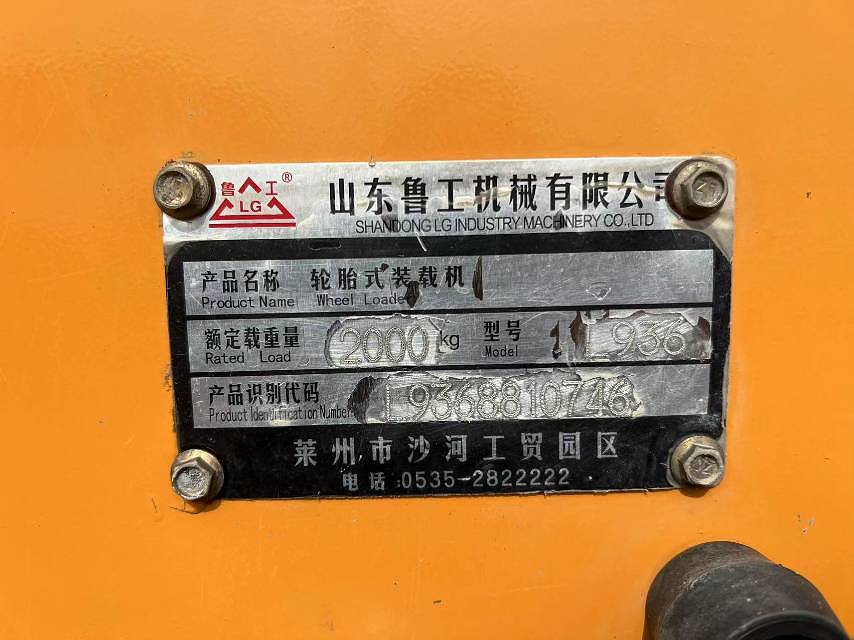 鲁工®
LG
山东鲁工机械有限公司
SHANDONG LG INDUSTRY MACHINERY CO.,LTD
产品名称 轮胎式装载机
Product Name Wheel Loader
额定载重量 2000 kg 型号 L936
Rated Load Model
产品识别代码 L9368810746
Product Identification Number
莱州市沙河工贸园区
电话:0535-2822222